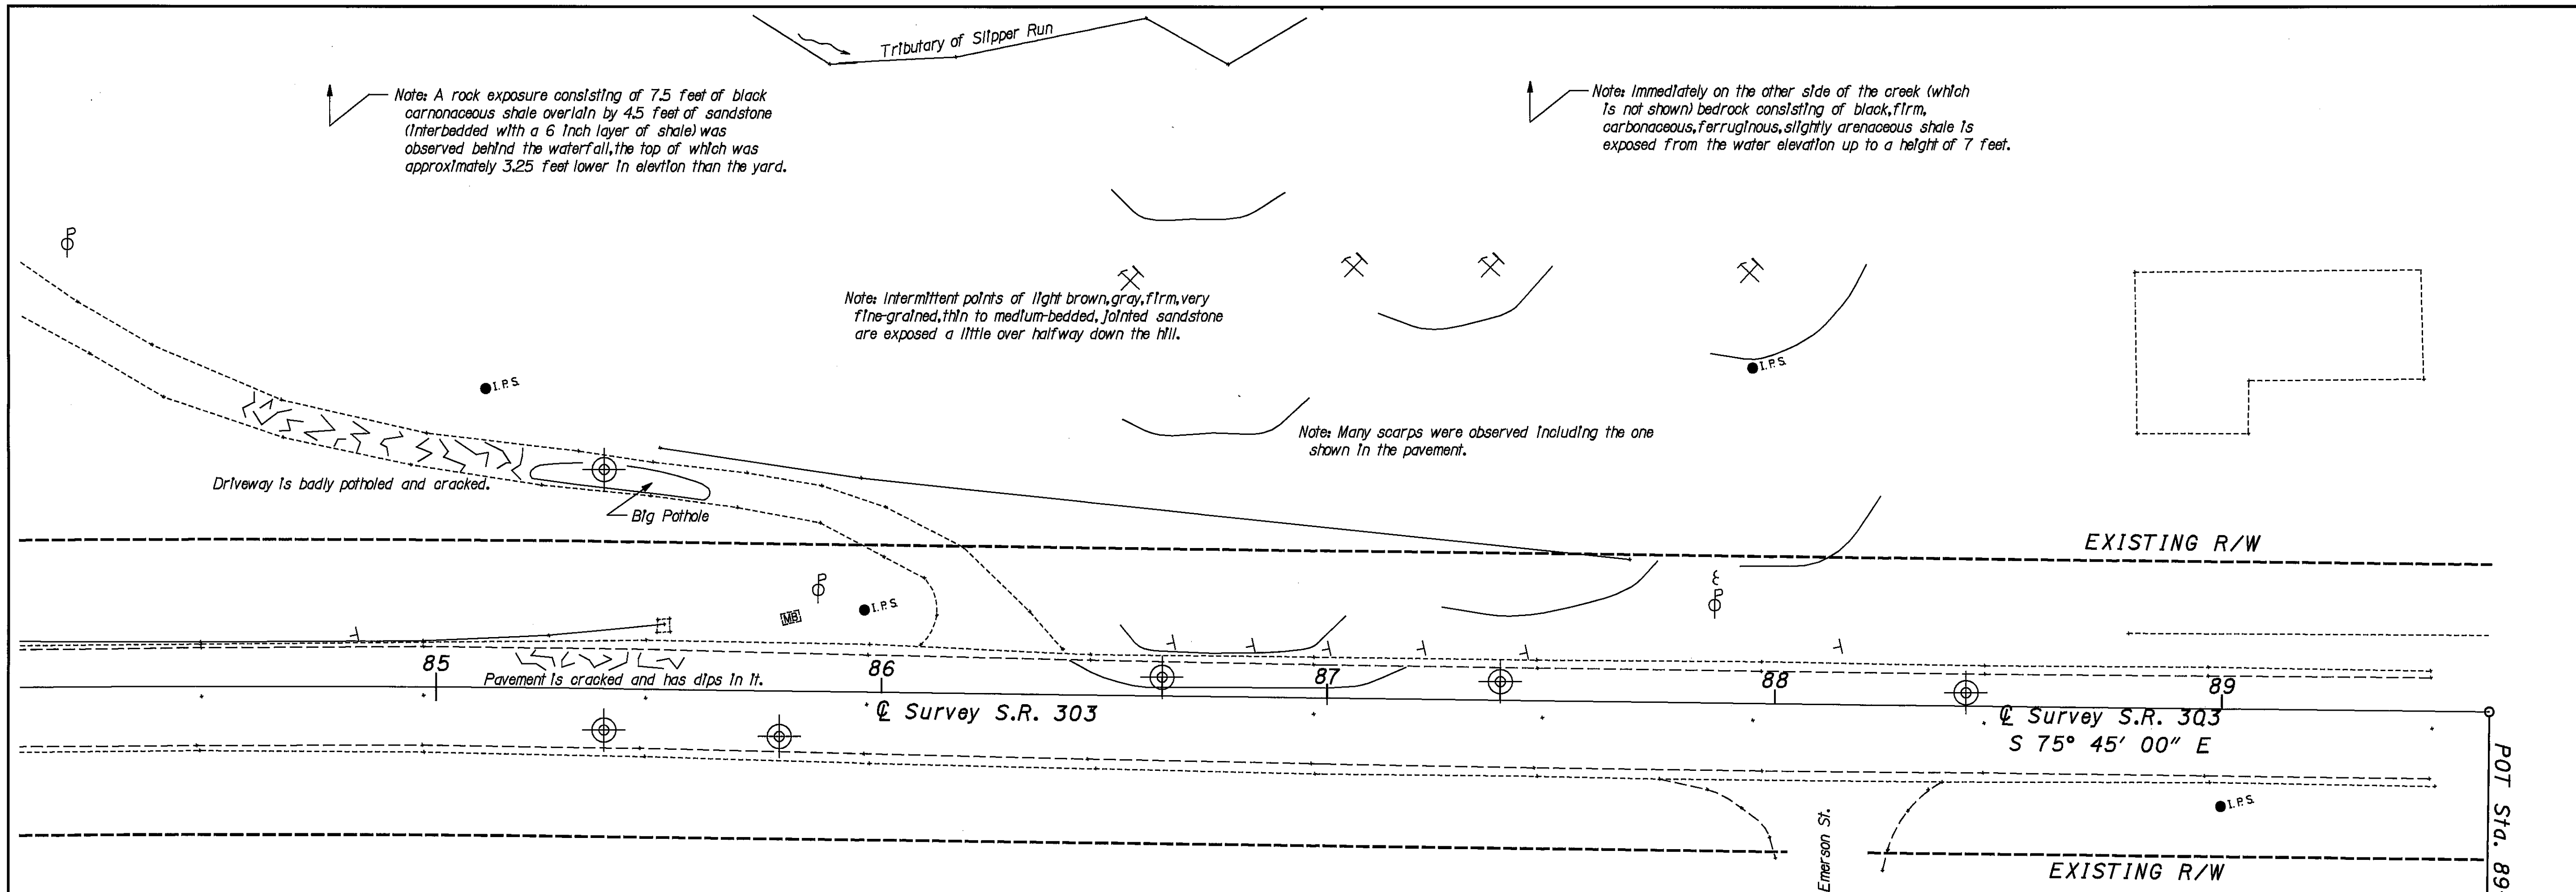 Tributary of Slipper Run
Note: A rock exposure consisting of 7.5 feet of black
carnonaceous shale overlain by 4.5 feet of sandstone
(interbedded with a 6 inch layer of shale) was
observed behind the waterfall, the top of which was
approximately 3.25 feet lower in elevtion than the yard.
Note: Immediately on the other side of the creek (which
is not shown) bedrock consisting of black, firm,
carbonaceous, ferruginous, slightly arenaceous shale is
exposed from the water elevation up to a height of 7 feet.
Note: Intermittent points of light brown, gray, firm, very
fine-grained, thin to medium-bedded, jointed sandstone
are exposed a little over halfway down the hill.
I.P.S.
I.P.S.
Note: Many scarps were observed including the one
shown in the pavement.
Driveway is badly potholed and cracked.
Big Pothole
EXISTING R/W
MB
I.P.S.
85
86
87
88
89
Pavement is cracked and has dips in it.
℄ Survey S.R. 303
℄ Survey S.R. 303
S 75° 45' 00" E
POT Sta. 89
I.P.S.
Emerson St.
EXISTING R/W